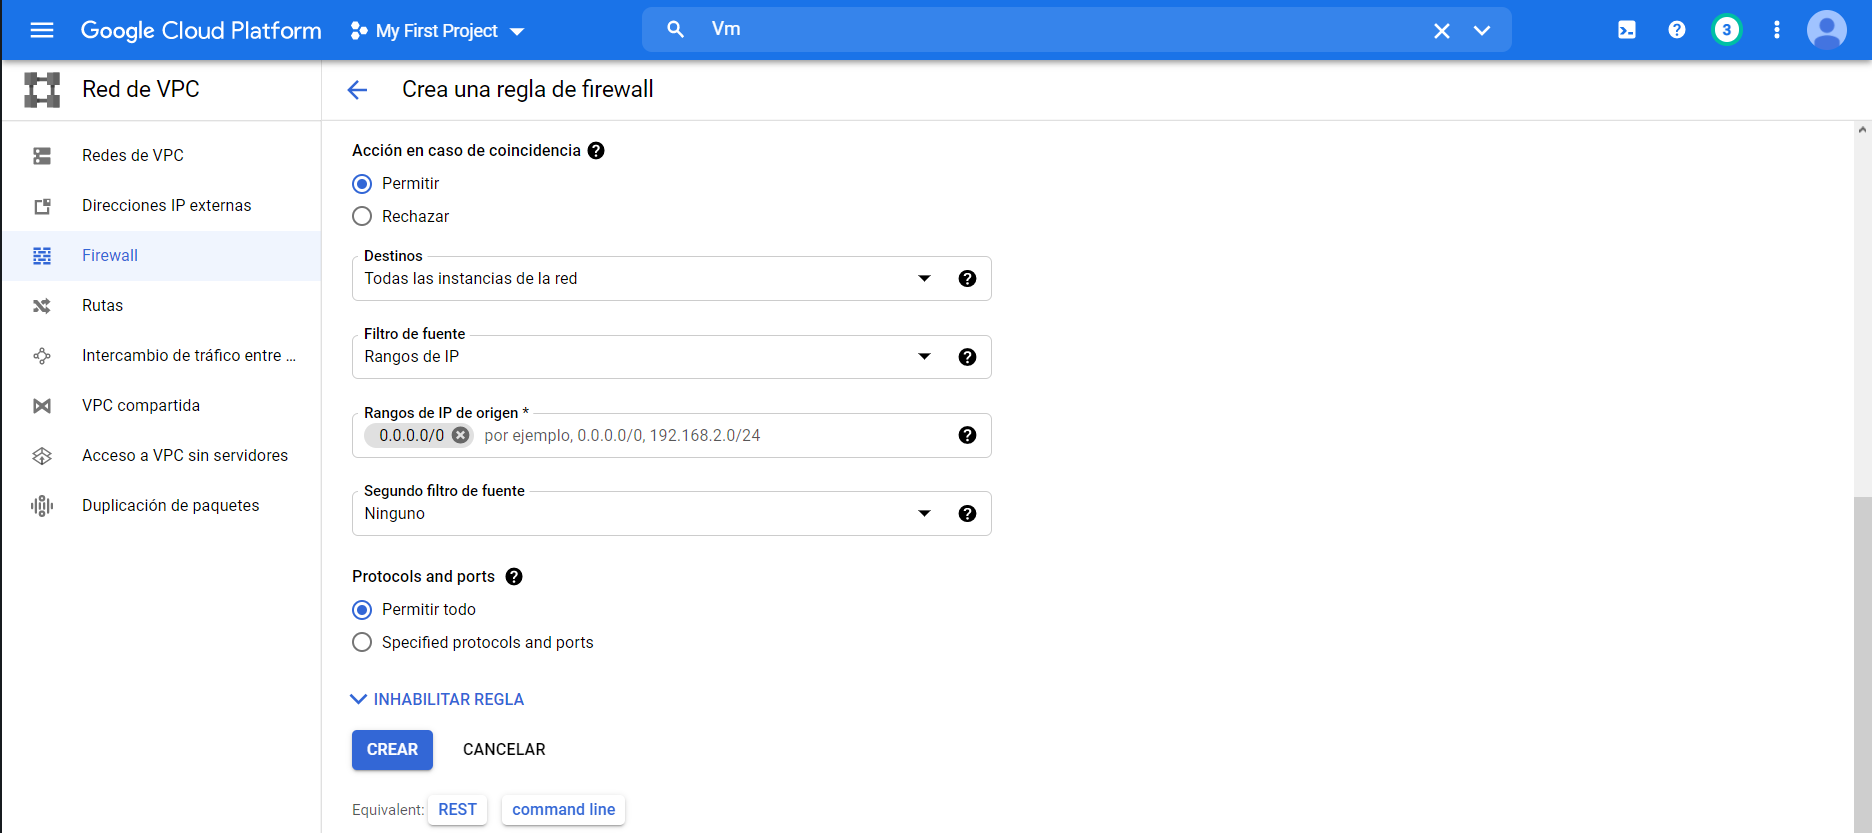 Google Cloud Platform
My First Project
Vm
3
Red de VPC
Crea una regla de firewall
Redes de VPC
Direcciones IP externas
Firewall
Rutas
Intercambio de tráfico entre ...
VPC compartida
Acceso a VPC sin servidores
Duplicación de paquetes
Acción en caso de coincidencia
Permitir
Rechazar
Destinos
Todas las instancias de la red
Filtro de fuente
Rangos de IP
Rangos de IP de origen *
0.0.0.0/0 por ejemplo, 0.0.0.0/0, 192.168.2.0/24
Segundo filtro de fuente
Ninguno
Protocols and ports
Permitir todo
Specified protocols and ports
INHABILITAR REGLA
CREAR CANCELAR
Equivalent: REST command line